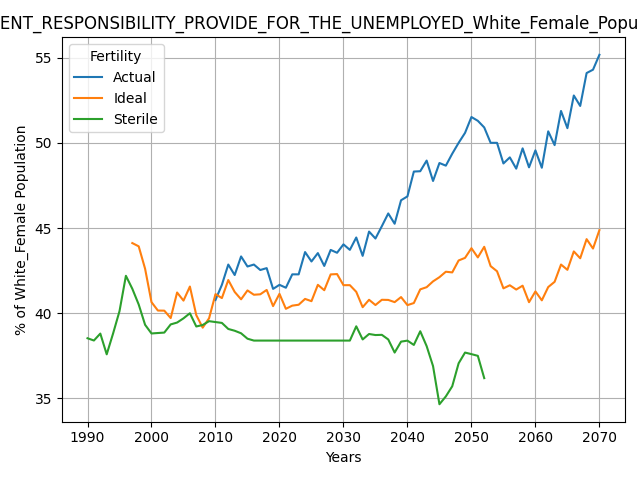 ENT_RESPONSIBILITY_PROVIDE_FOR_THE_UNEMPLOYED_White_Female_Popu
Fertility
Actual
Ideal
Sterile
% of White_Female Population
55
50
45
40
35
1990 2000 2010 2020 2030 2040 2050 2060 2070
Years